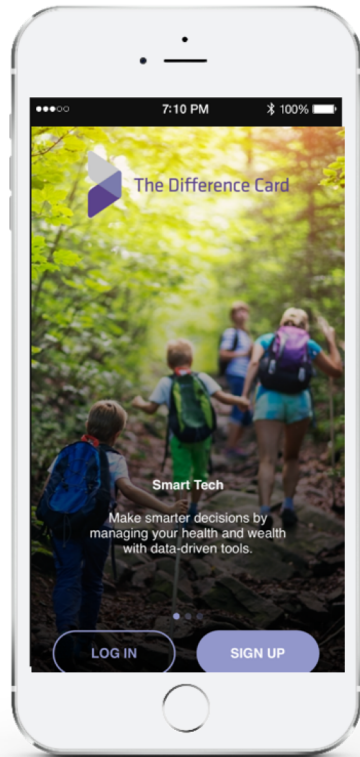 7:10 PM
100%
The Difference Card
Smart Tech
Make smarter decisions by
managing your health and wealth
with data-driven tools.
LOG IN
SIGN UP